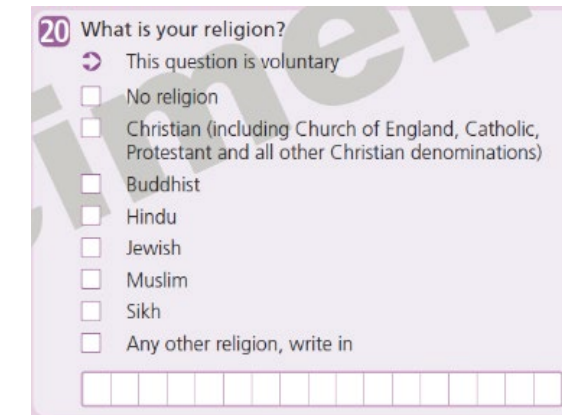 20 What is your religion?
This question is voluntary
No religion
Christian (including Church of England, Catholic,
Protestant and all other Christian denominations)
Buddhist
Hindu
Jewish
Muslim
Sikh
Any other religion, write in